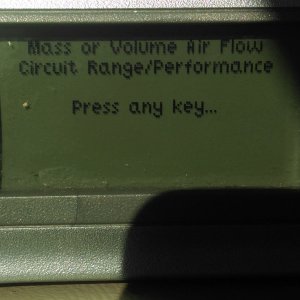 Mass or Volume Air Flow
Circuit Range/Performance
Press any key...